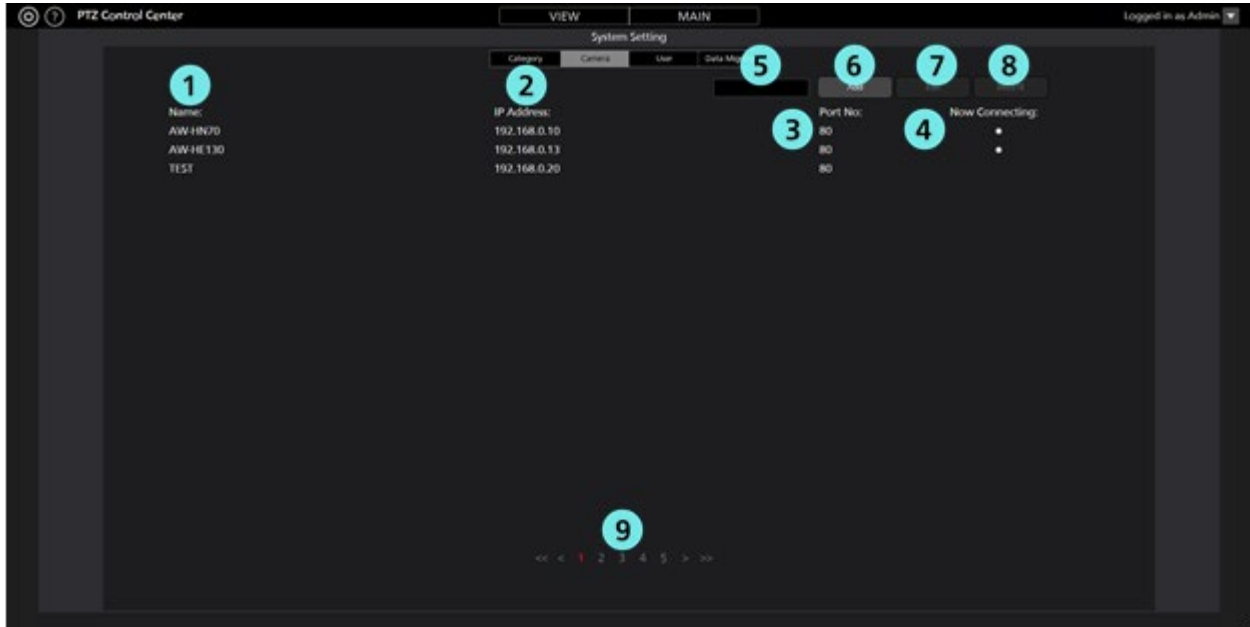 PTZ Control Center VIEW MAIN Logged in as Admin
System Setting
Category Camera User Data
5 6 7 8
1 2
Add
Name: IP Address: Port No: Now Connecting:
3 4
AW-HN70 192.168.0.10 80
AW-HE130 192.168.0.13 80
TEST 192.168.0.20 80
9
<< < 1 2 3 4 5 > >>